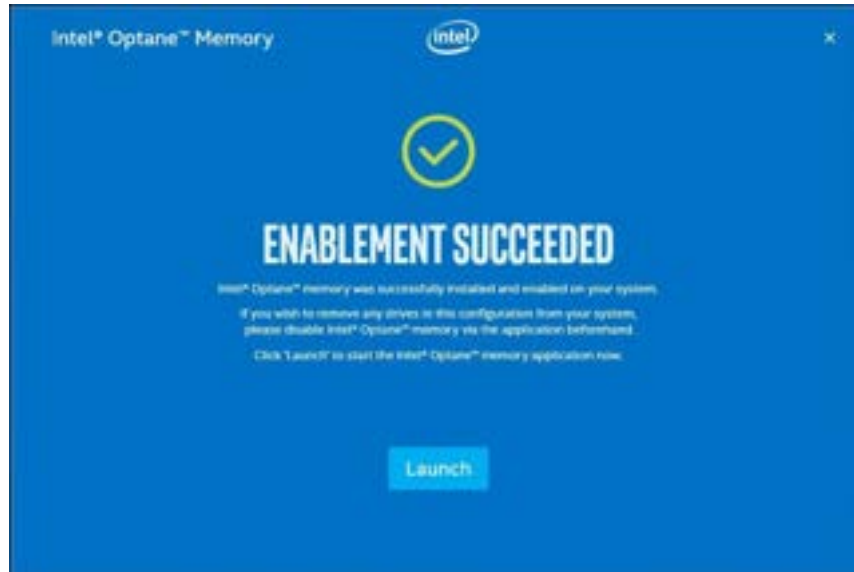 Intel® Optane™ Memory
intel
×
ENABLEMENT SUCCEEDED
Intel® Optane™ memory was successfully installed and enabled on your system.
If you wish to remove any drives in this configuration from your system,
please disable Intel® Optane™ memory via the application beforehand.
Click 'Launch' to start the Intel® Optane™ memory application now.
Launch